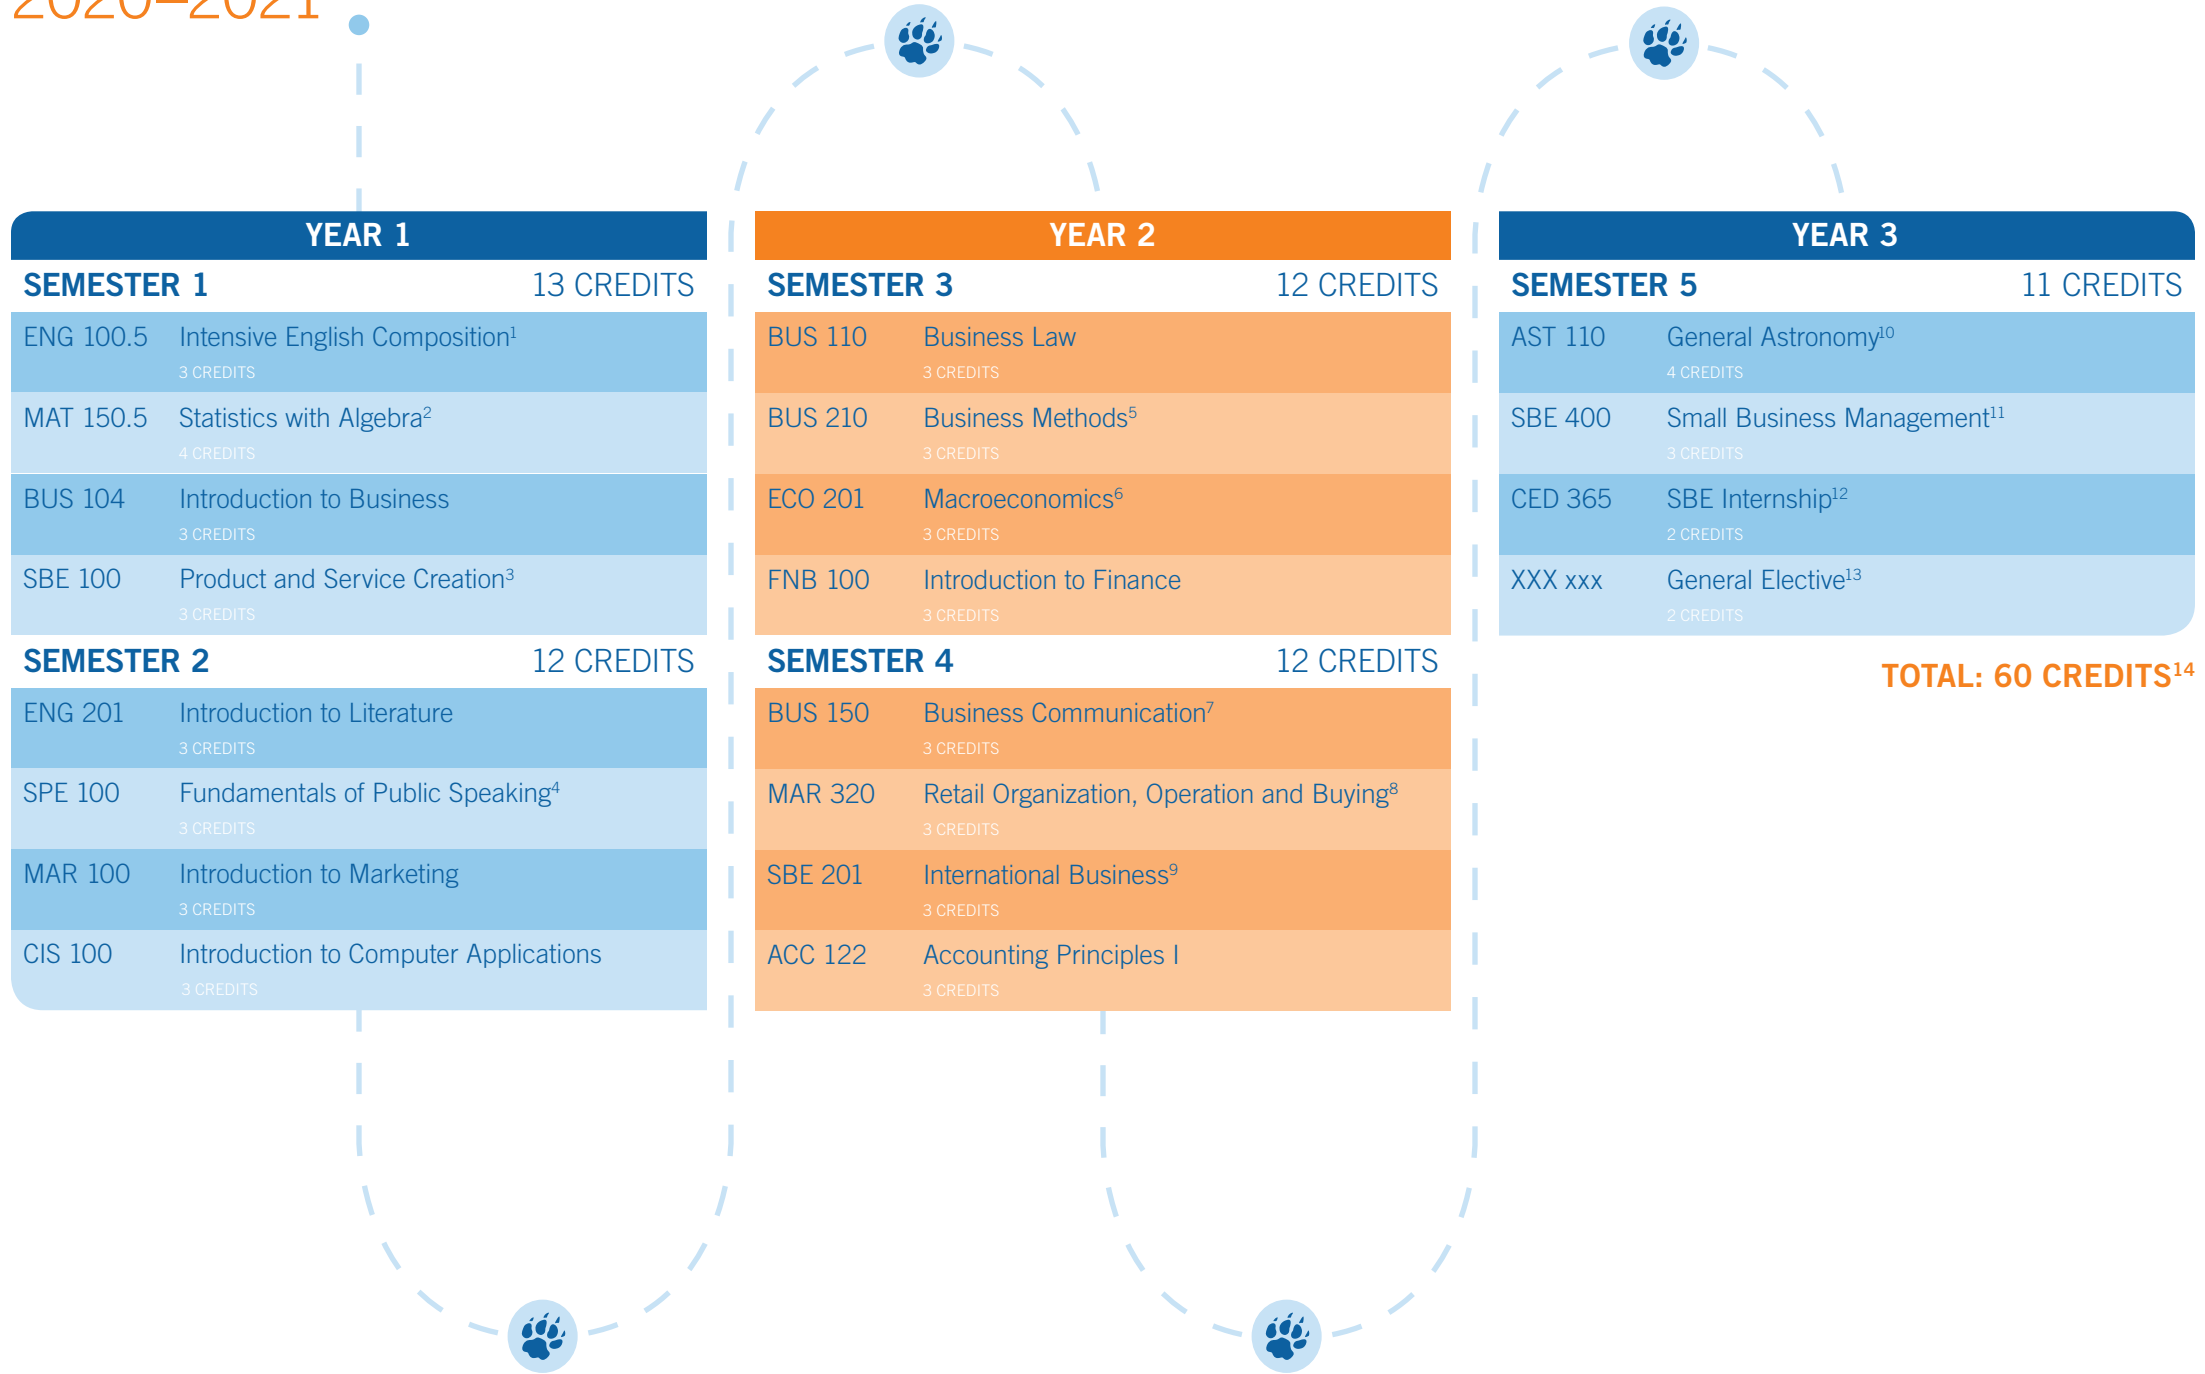 2020–2021
YEAR 1
SEMESTER 1 13 CREDITS
ENG 100.5 Intensive English Composition¹
3 CREDITS
MAT 150.5 Statistics with Algebra²
4 CREDITS
BUS 104 Introduction to Business
3 CREDITS
SBE 100 Product and Service Creation³
3 CREDITS
SEMESTER 2 12 CREDITS
ENG 201 Introduction to Literature
3 CREDITS
SPE 100 Fundamentals of Public Speaking⁴
3 CREDITS
MAR 100 Introduction to Marketing
3 CREDITS
CIS 100 Introduction to Computer Applications
3 CREDITS
YEAR 2
SEMESTER 3 12 CREDITS
BUS 110 Business Law
3 CREDITS
BUS 210 Business Methods⁵
3 CREDITS
ECO 201 Macroeconomics⁶
3 CREDITS
FNB 100 Introduction to Finance
3 CREDITS
SEMESTER 4 12 CREDITS
BUS 150 Business Communication⁷
3 CREDITS
MAR 320 Retail Organization, Operation and Buying⁸
3 CREDITS
SBE 201 International Business⁹
3 CREDITS
ACC 122 Accounting Principles I
3 CREDITS
YEAR 3
SEMESTER 5 11 CREDITS
AST 110 General Astronomy¹⁰
4 CREDITS
SBE 400 Small Business Management¹¹
3 CREDITS
CED 365 SBE Internship¹²
2 CREDITS
XXX xxx General Elective¹³
2 CREDITS
TOTAL: 60 CREDITS¹⁴